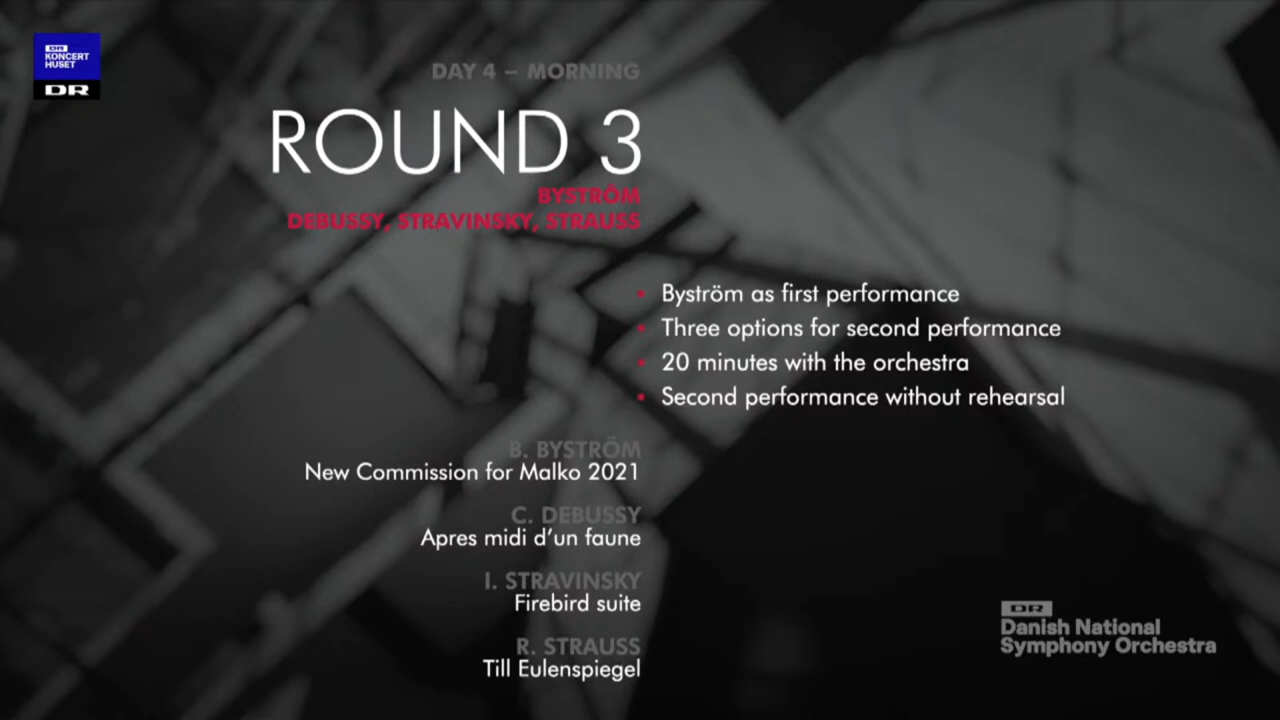 DR
KONCERT
HUSET
DR
DAY 4 – MORNING
ROUND 3
BYSTRÖM
DEBUSSY, STRAVINSKY, STRAUSS
• Byström as first performance
• Three options for second performance
• 20 minutes with the orchestra
• Second performance without rehearsal
B. BYSTRÖM
New Commission for Malko 2021
C. DEBUSSY
Apres midi d’un faune
I. STRAVINSKY
Firebird suite
R. STRAUSS
Till Eulenspiegel
DR
Danish National
Symphony Orchestra